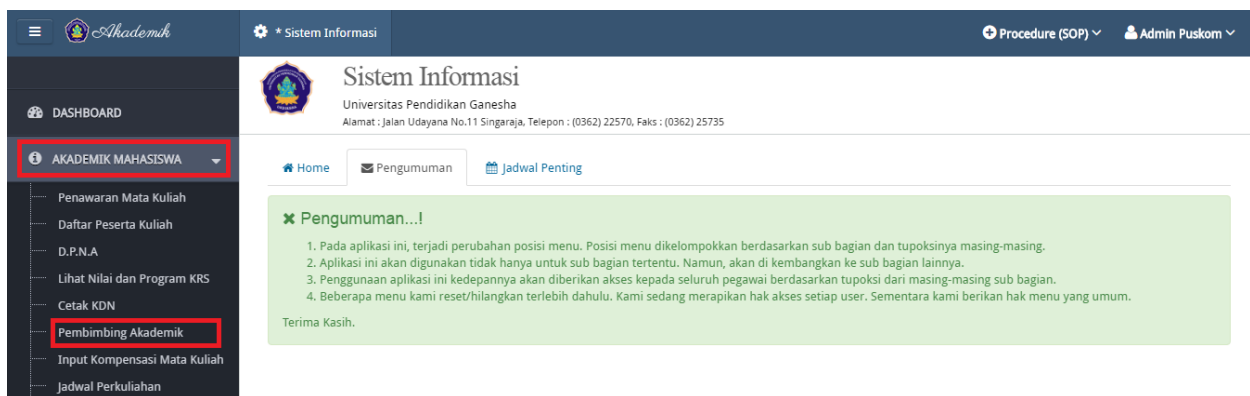 Akademik
* Sistem Informasi
Procedure (SOP)
Admin Puskom
DASHBOARD
AKADEMIK MAHASISWA
Penawaran Mata Kuliah
Daftar Peserta Kuliah
D.P.N.A
Lihat Nilai dan Program KRS
Cetak KDN
Pembimbing Akademik
Input Kompensasi Mata Kuliah
Jadwal Perkuliahan
Sistem Informasi
Universitas Pendidikan Ganesha
Alamat : Jalan Udayana No.11 Singaraja, Telepon : (0362) 22570, Faks : (0362) 25735
Home
Pengumuman
Jadwal Penting
Pengumuman...!
1. Pada aplikasi ini, terjadi perubahan posisi menu. Posisi menu dikelompokkan berdasarkan sub bagian dan tupoksinya masing-masing.
2. Aplikasi ini akan digunakan tidak hanya untuk sub bagian tertentu. Namun, akan di kembangkan ke sub bagian lainnya.
3. Penggunaan aplikasi ini kedepannya akan diberikan akses kepada seluruh pegawai berdasarkan tupoksi dari masing-masing sub bagian.
4. Beberapa menu kami reset/hilangkan terlebih dahulu. Kami sedang merapikan hak akses setiap user. Sementara kami berikan hak menu yang umum.
Terima Kasih.